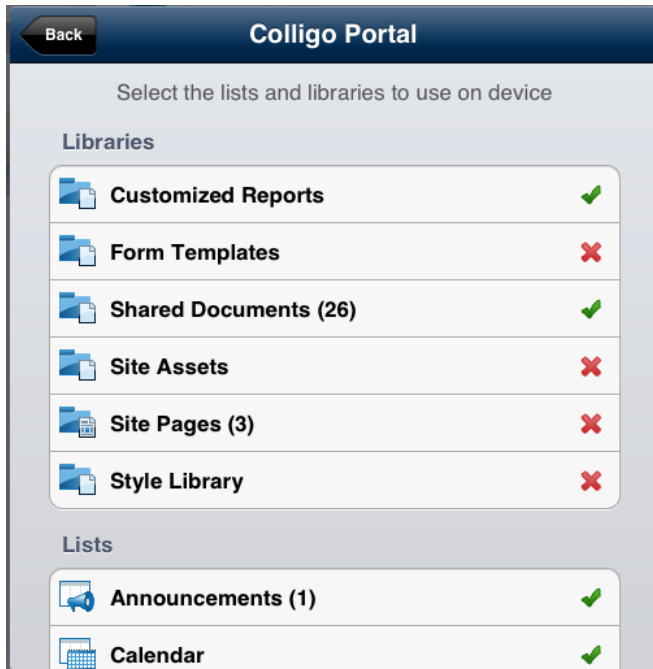 Back
Colligo Portal
Select the lists and libraries to use on device
Libraries
Customized Reports
Form Templates
Shared Documents (26)
Site Assets
Site Pages (3)
Style Library
Lists
Announcements (1)
Calendar